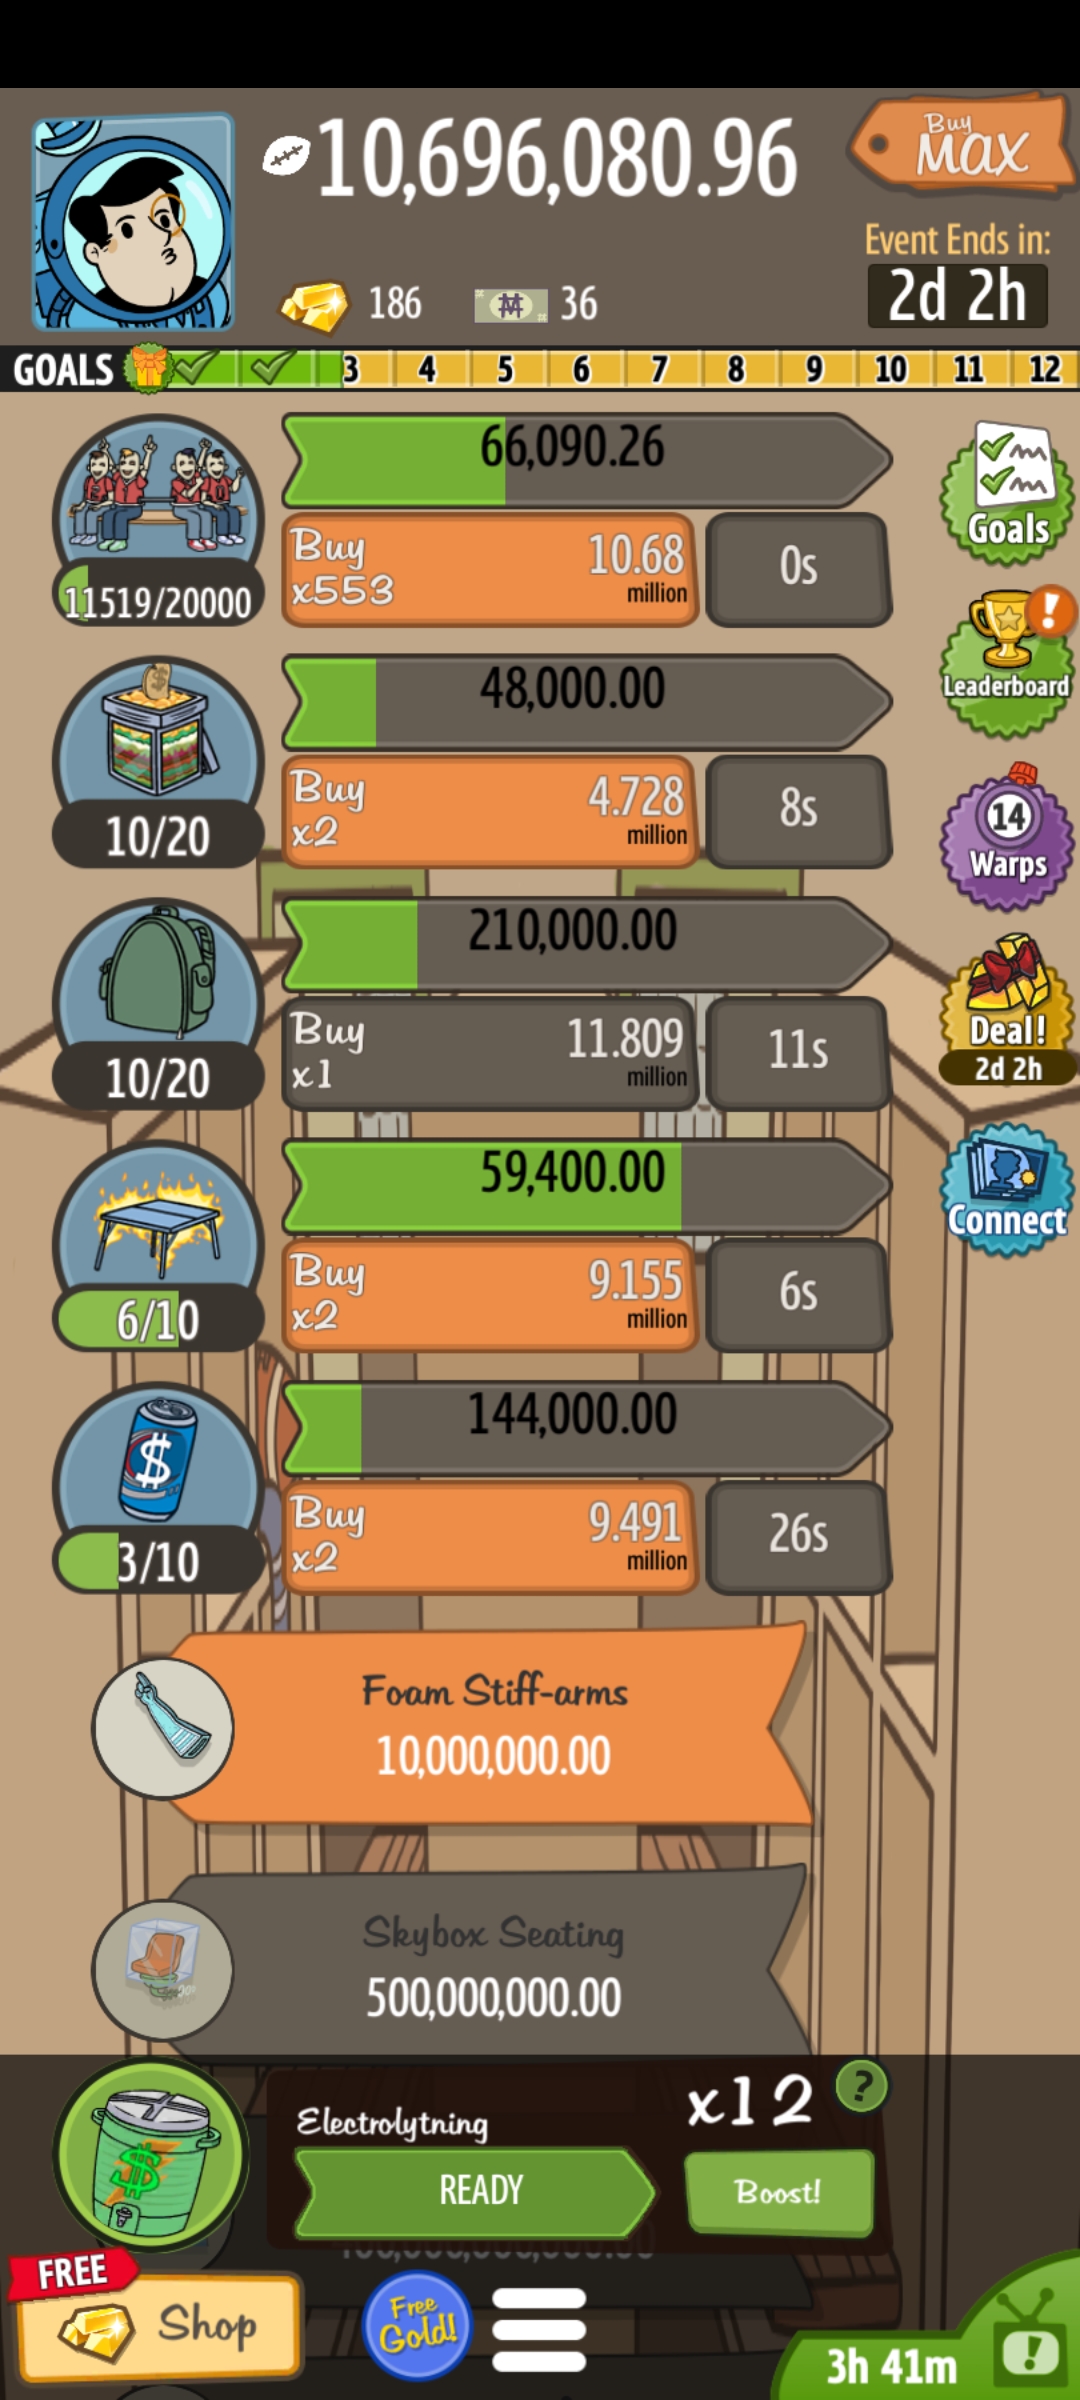 10,696,080.96
Buy
MAX
Event Ends in:
2d 2h
186
36
GOALS 3 4 5 6 7 8 9 10 11 12
66,090.26
Buy
x553
10.68
million
0s
11519/20000
Goals
48,000.00
Buy
x2
4.728
million
8s
10/20
!
Leaderboard
14
Warps
210,000.00
Buy
x1
11.809
million
11s
10/20
Deal!
2d 2h
59,400.00
Buy
x2
9.155
million
6s
6/10
Connect
144,000.00
Buy
x2
9.491
million
26s
3/10
Foam Stiff-arms
10,000,000.00
Skybox Seating
500,000,000.00
Electrolytning
x12
?
READY
Boost!
FREE
Shop
Free
Gold!
3h 41m
!